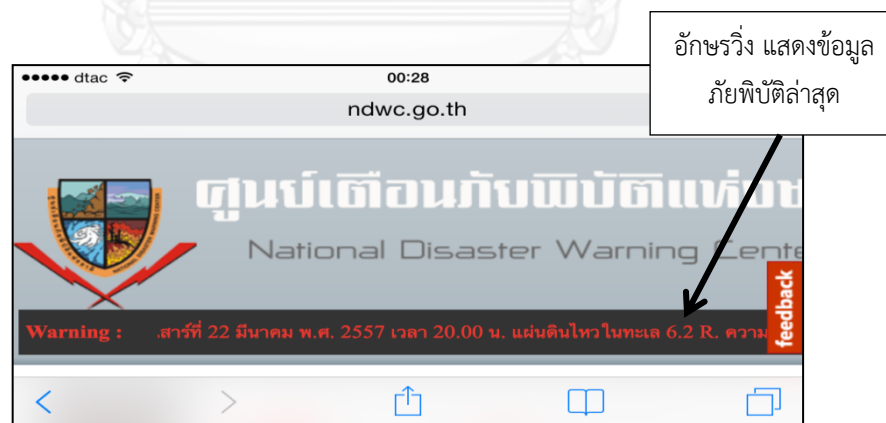 อักษรวิ่ง แสดงข้อมูล
ภัยพิบัติล่าสุด
dtac 00:28
ndwc.go.th
ศูนย์เตือนภัยพิบัติแห่งช
National Disaster Warning Cente
feedback
Warning : .สาร์ที่ 22 มีนาคม พ.ศ. 2557 เวลา 20.00 น. แผ่นดินไหวในทะเล 6.2 R. ความ